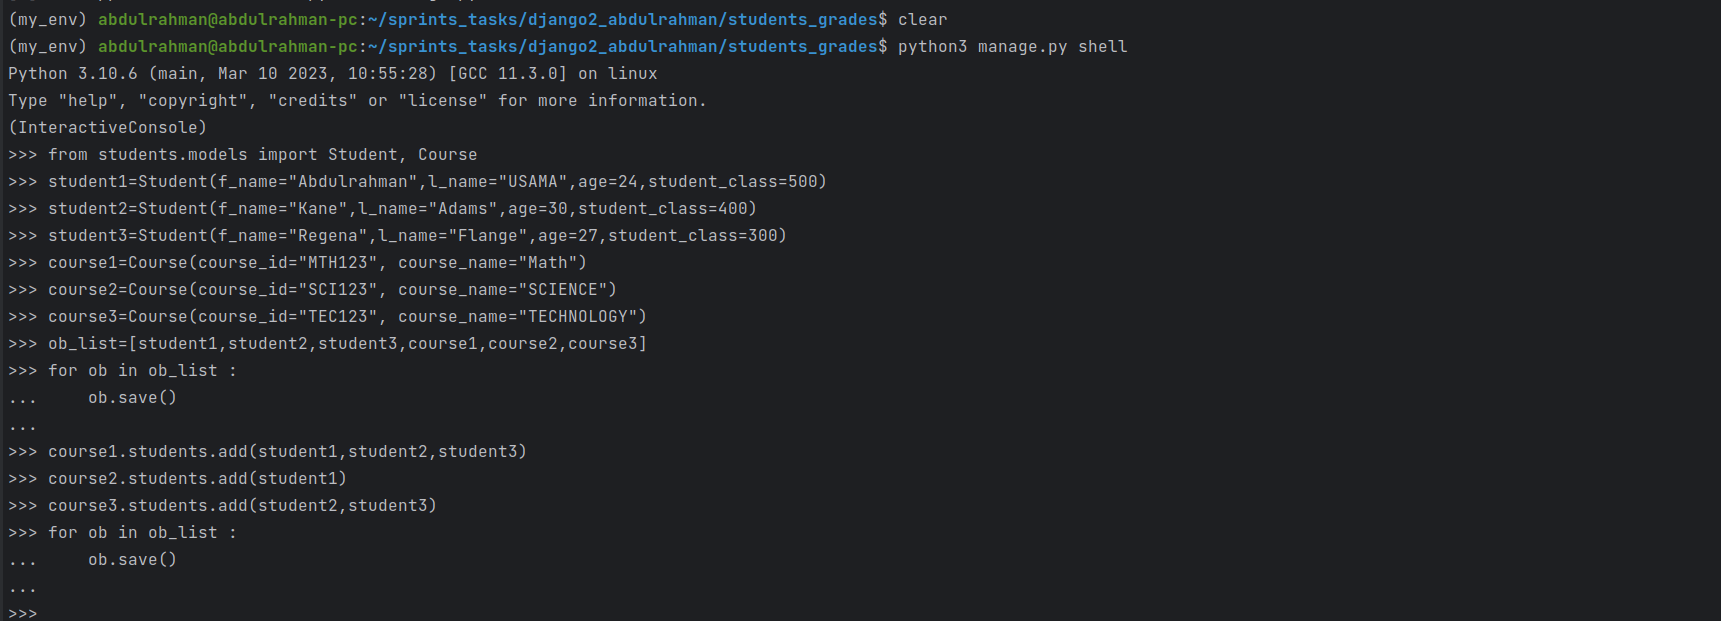 (my_env) abdulrahman@abdulrahman-pc:~/sprints_tasks/django2_abdulrahman/students_grades$ clear
(my_env) abdulrahman@abdulrahman-pc:~/sprints_tasks/django2_abdulrahman/students_grades$ python3 manage.py shell
Python 3.10.6 (main, Mar 10 2023, 10:55:28) [GCC 11.3.0] on linux
Type "help", "copyright", "credits" or "license" for more information.
(InteractiveConsole)
>>> from students.models import Student, Course
>>> student1=Student(f_name="Abdulrahman",l_name="USAMA",age=24,student_class=500)
>>> student2=Student(f_name="Kane",l_name="Adams",age=30,student_class=400)
>>> student3=Student(f_name="Regena",l_name="Flange",age=27,student_class=300)
>>> course1=Course(course_id="MTH123", course_name="Math")
>>> course2=Course(course_id="SCI123", course_name="SCIENCE")
>>> course3=Course(course_id="TEC123", course_name="TECHNOLOGY")
>>> ob_list=[student1,student2,student3,course1,course2,course3]
>>> for ob in ob_list :
...     ob.save()
...
>>> course1.students.add(student1,student2,student3)
>>> course2.students.add(student1)
>>> course3.students.add(student2,student3)
>>> for ob in ob_list :
...     ob.save()
...
>>>